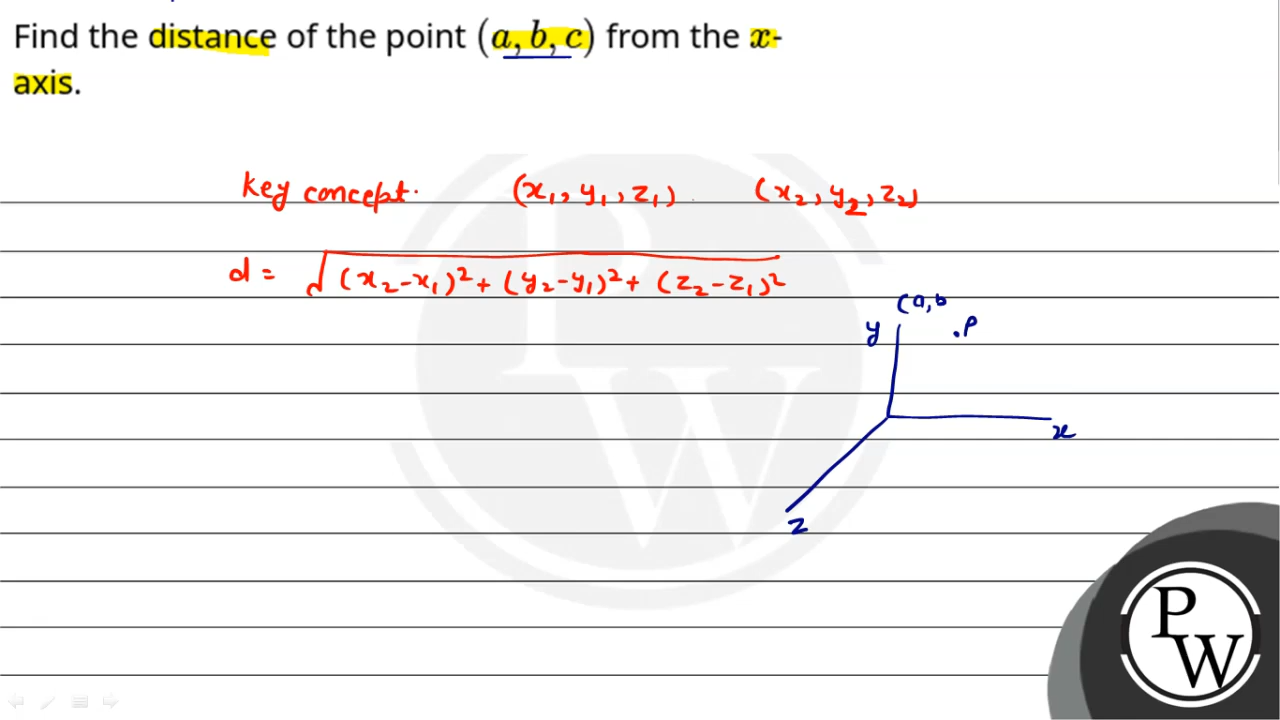 Find the distance of the point (a, b, c) from the x-
axis.
Key concept. (x₁, y₁, z₁) (x₂, y₂, z₂)
d = √(x₂-x₁)²+(y₂-y₁)²+(z₂-z₁)²
(a,b
y .P
x
z
P
W
P
W